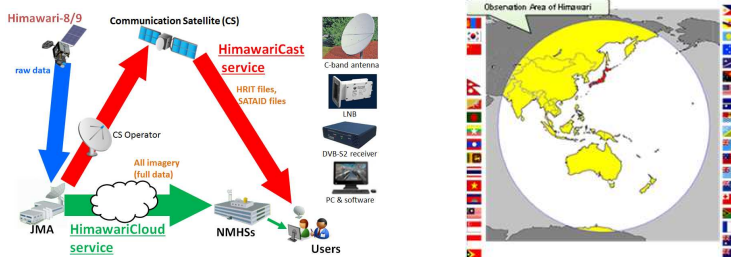 Himawari-8/9
Communication Satellite (CS)
HimawariCast
service
raw data
HRIT files,
SATAID files
C-band antenna
LNB
CS Operator
DVB-S2 receiver
All imagery
(full data)
PC & software
JMA
HimawariCloud
service
NMHSs
Users
Observation Area of Himawari